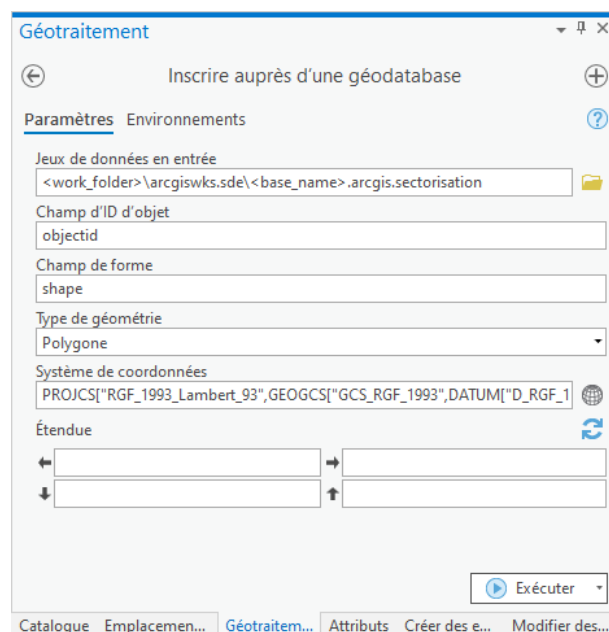 Géotraitement
Inscrire auprès d'une géodatabase
Paramètres Environnements
Jeux de données en entrée
<work_folder>\arcgiswks.sde\<base_name>.arcgis.sectorisation
Champ d'ID d'objet
objectid
Champ de forme
shape
Type de géométrie
Polygone
Système de coordonnées
PROJCS["RGF_1993_Lambert_93",GEOGCS["GCS_RGF_1993",DATUM["D_RGF_1
Étendue
Exécuter
Catalogue Emplacemen... Géotraitem... Attributs Créer des e... Modifier des...